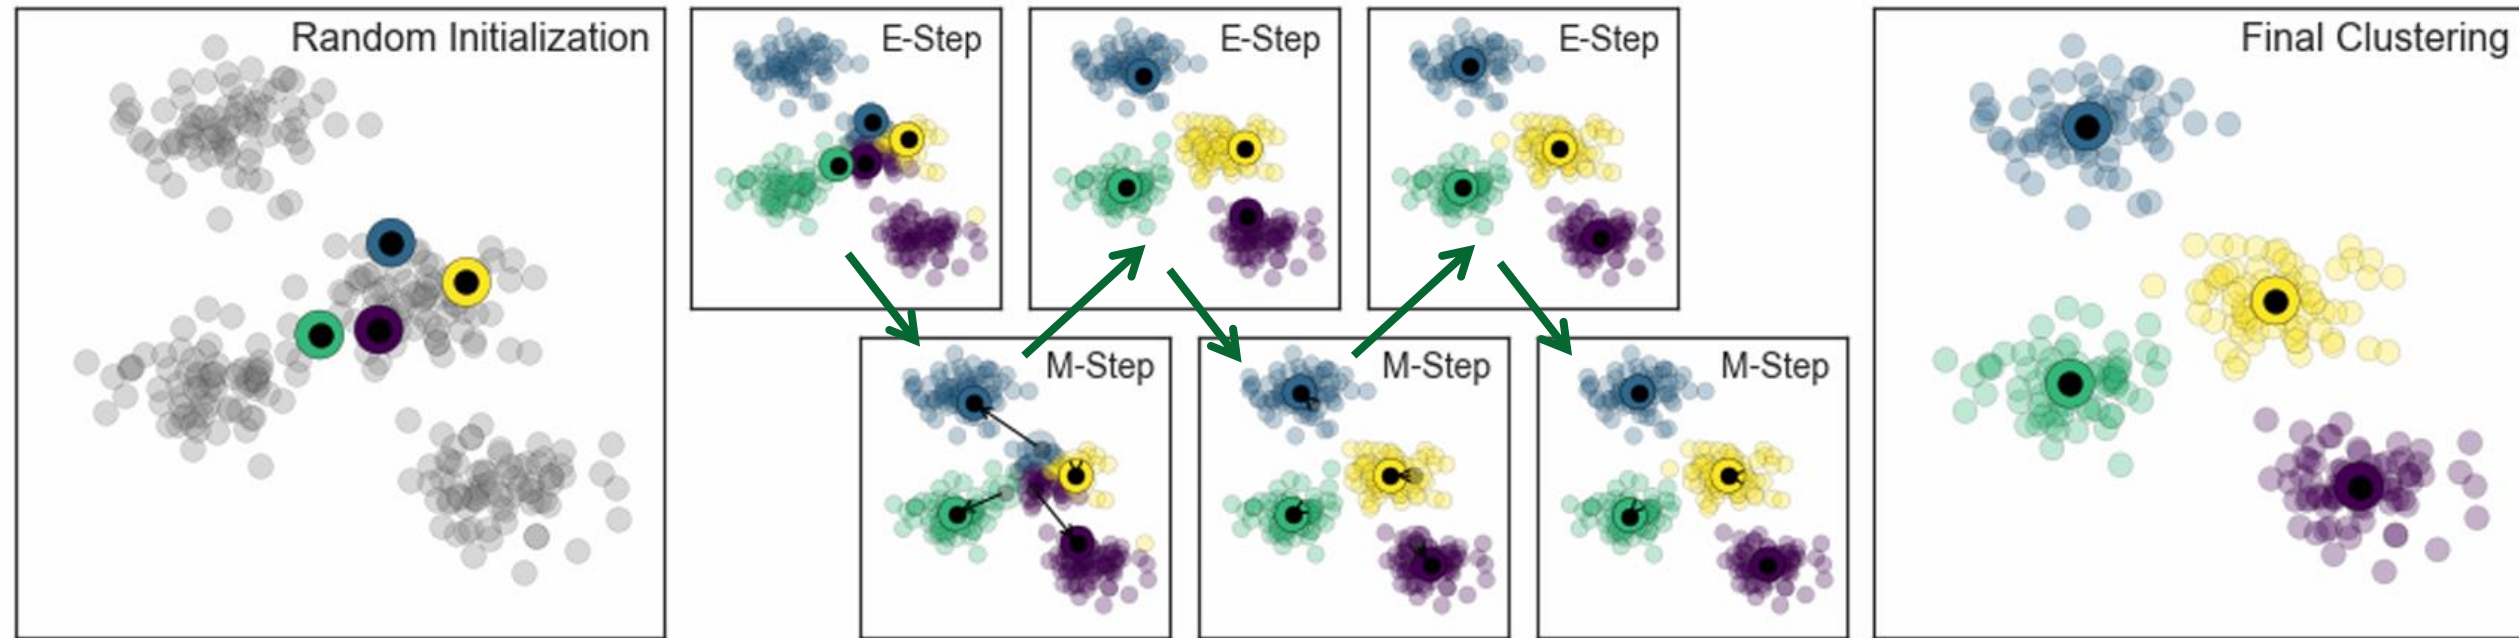 Random Initialization
E-Step
E-Step
E-Step
Final Clustering
M-Step
M-Step
M-Step